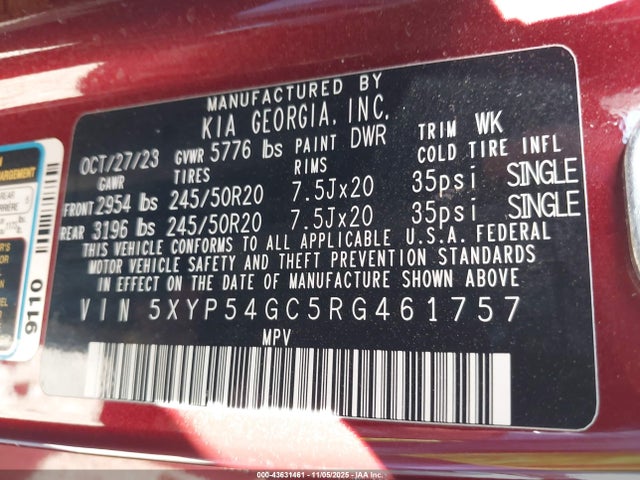 MANUFACTURED BY
KIA GEORGIA, INC.
OCT/27/23 GVWR 5776 lbs PAINT DWR TRIM WK
GAWR TIRES RIMS COLD TIRE INFL
FRONT 2954 lbs 245/50R20 7.5Jx20 35psi SINGLE
REAR 3196 lbs 245/50R20 7.5Jx20 35psi SINGLE
THIS VEHICLE CONFORMS TO ALL APPLICABLE U.S.A. FEDERAL
MOTOR VEHICLE SAFETY AND THEFT PREVENTION STANDARDS
IN EFFECT ON THE DATE OF MANUFACTURE SHOWN ABOVE
VIN 5XYP54GC5RG461757
MPV
9110
000-43631461 - 11/05/2025 - IAA Inc.